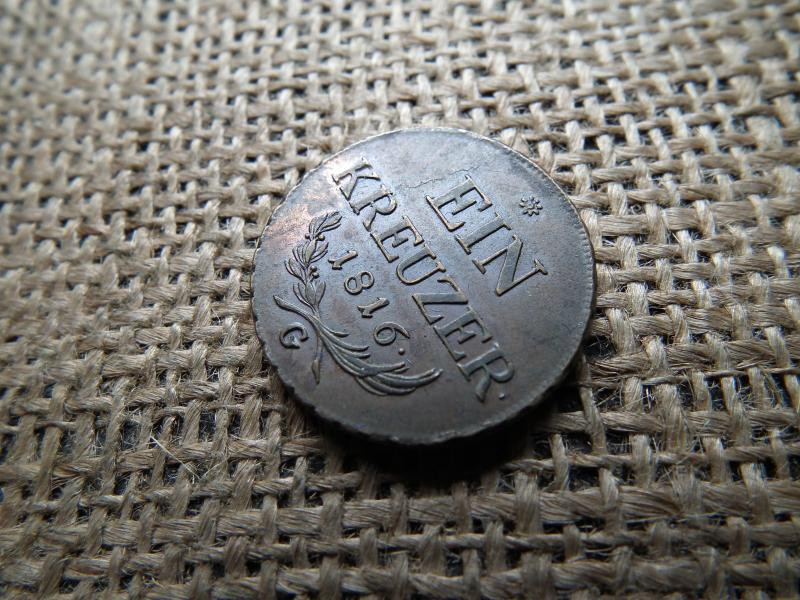 EIN
KREUZER.
1816.
G